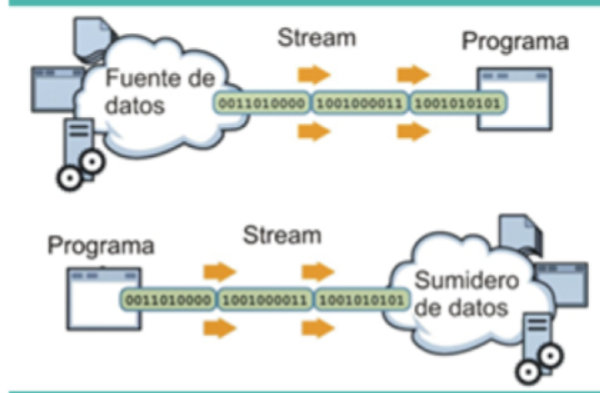 Stream
Programa
Fuente de
datos
0011010000 1001000011 1001010101
Programa
Stream
0011010000 1001000011 1001010101
Sumidero
de datos